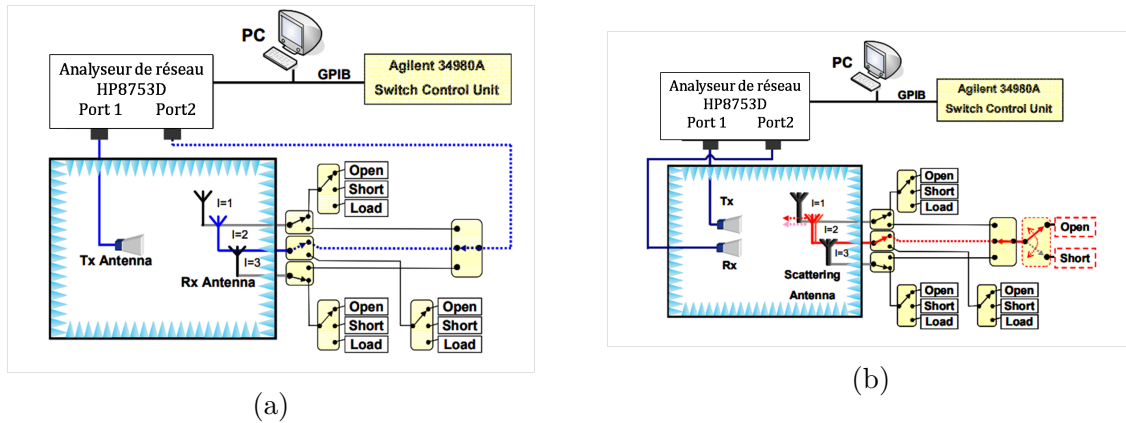 PC
Analyseur de réseau
HP8753D
Port 1 Port2
GPIB
Agilent 34980A
Switch Control Unit
Open
Short
Load
l=1
l=2
l=3
Tx Antenna
Rx Antenna
Open
Short
Load
Open
Short
Load
(a)
PC
Analyseur de réseau
HP8753D
Port 1 Port2
GPIB
Agilent 34980A
Switch Control Unit
Open
Short
Load
Tx
Rx
l=1
l=2
l=3
Scattering
Antenna
Open
Short
Open
Short
Load
Open
Short
Load
(b)